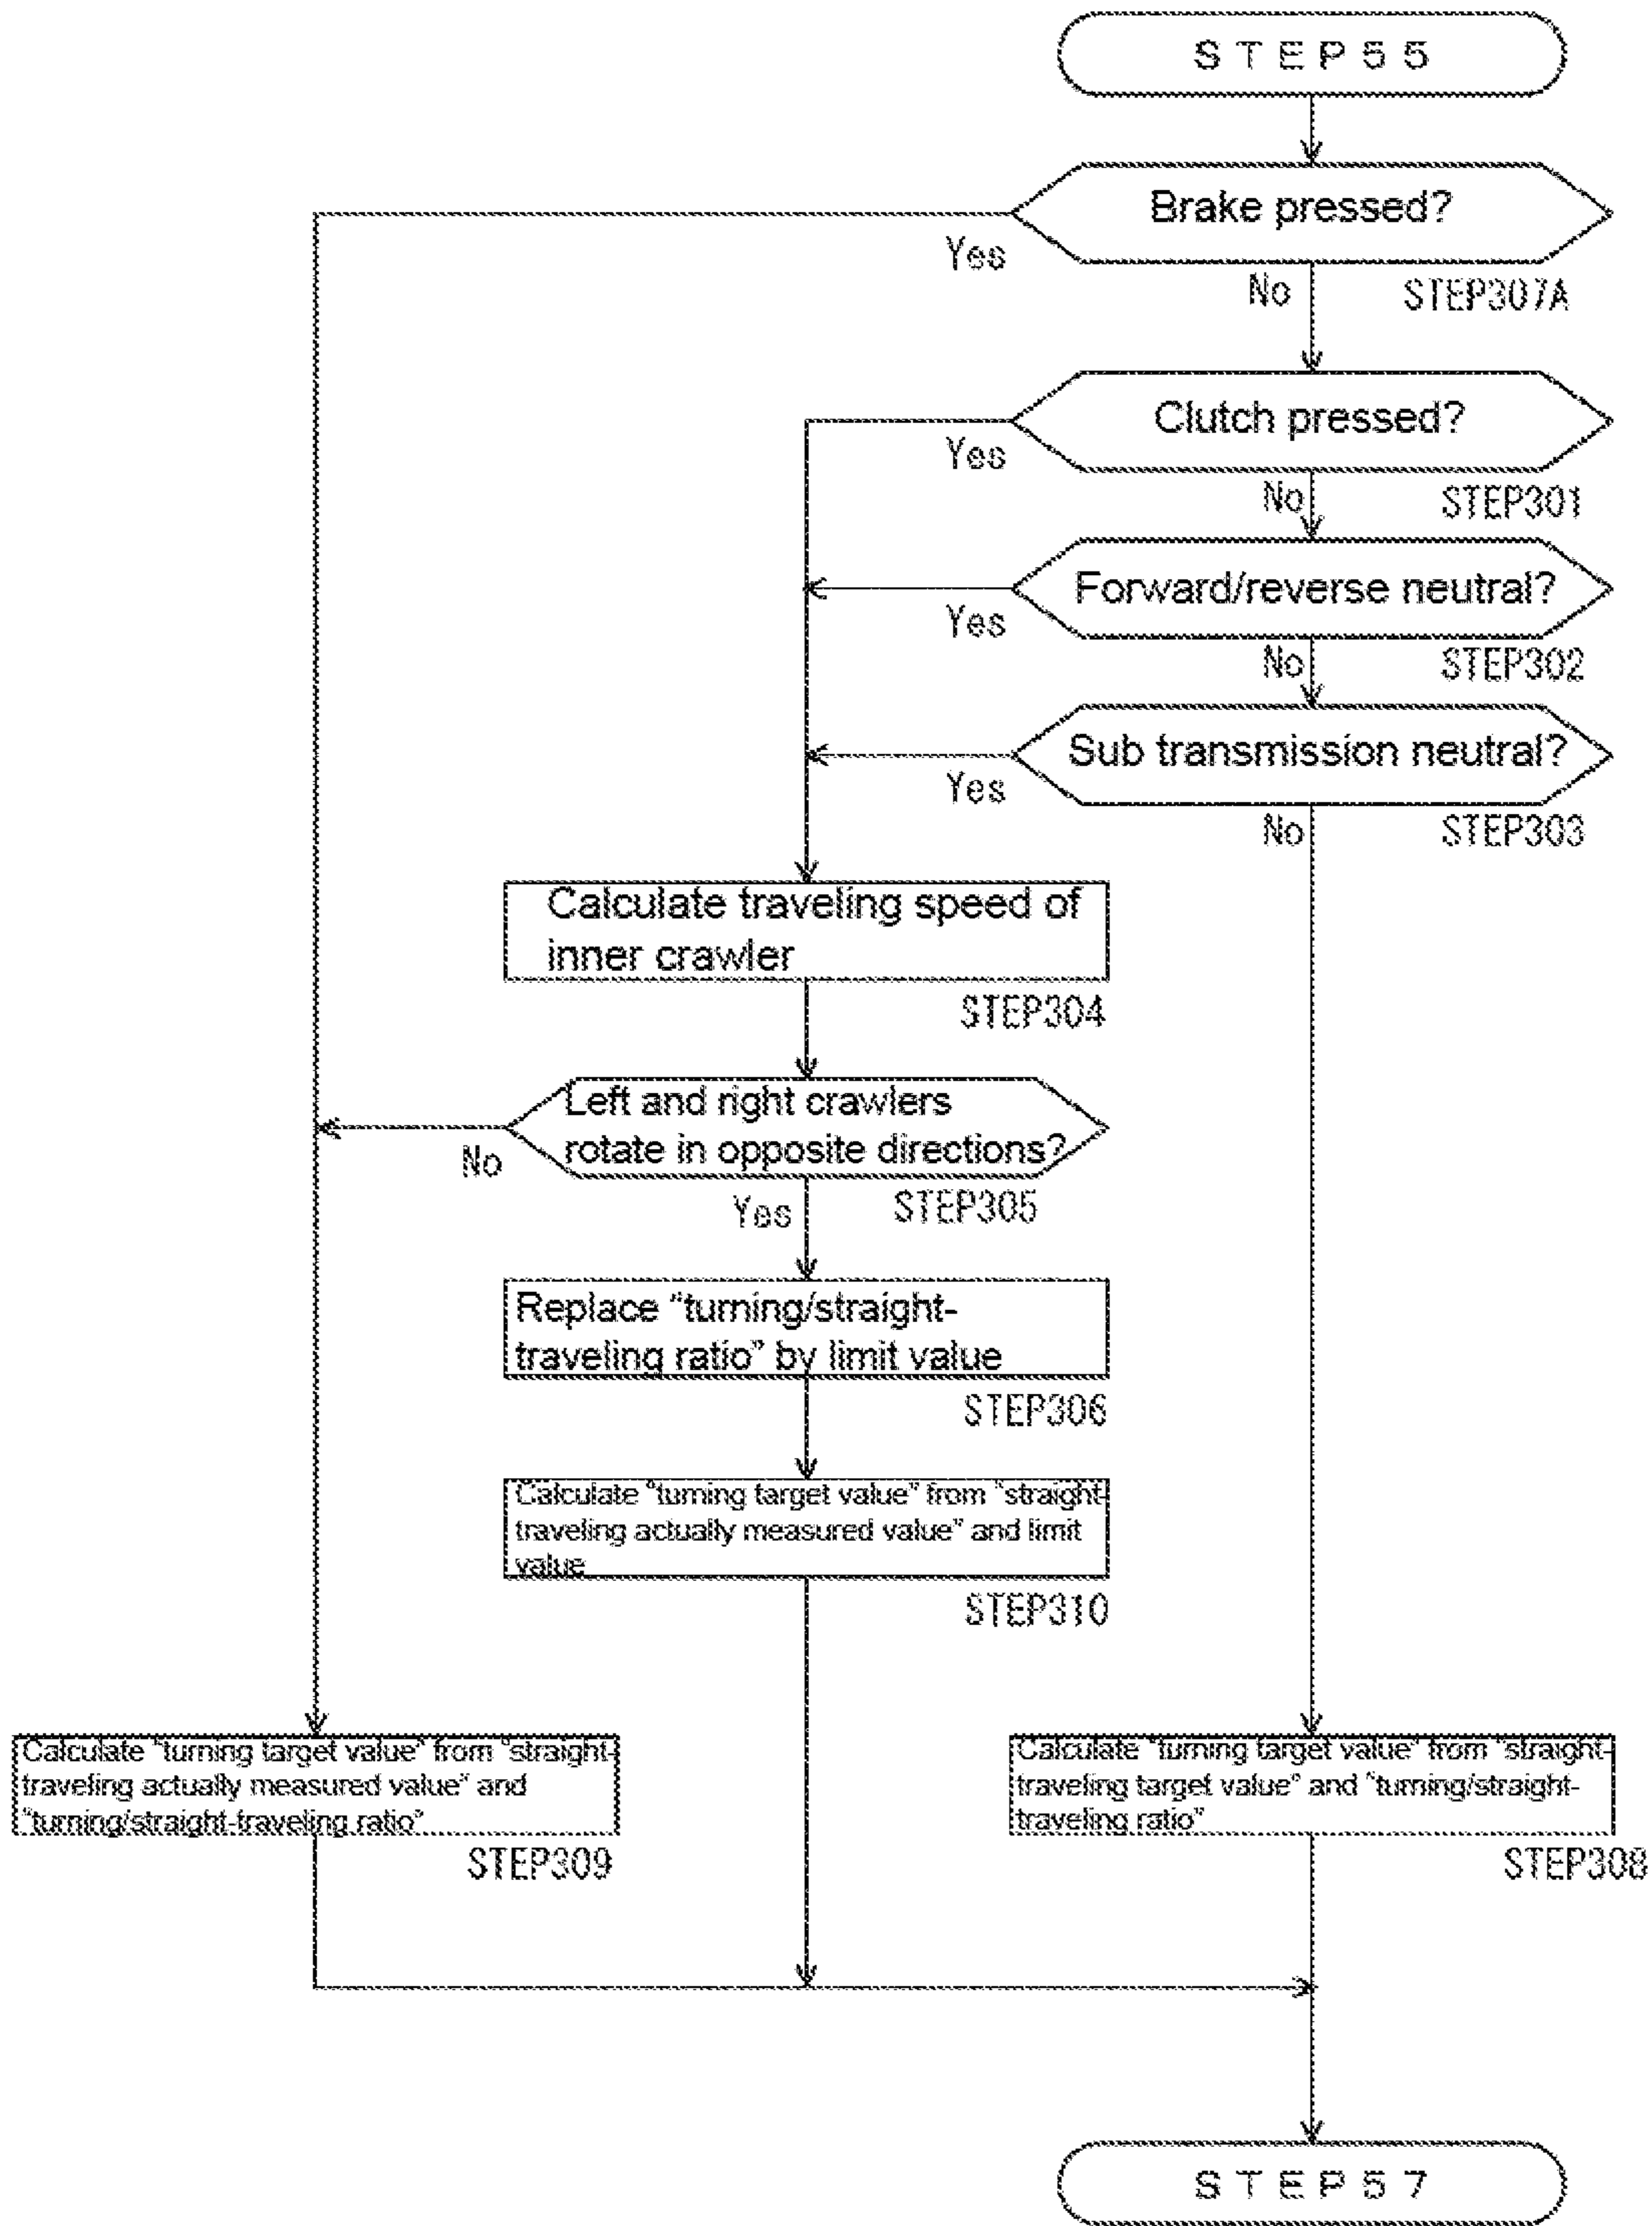 STEP55
Brake pressed?
Yes
No
STEP307A
Clutch pressed?
Yes
No
STEP301
Forward/reverse neutral?
Yes
No
STEP302
Sub transmission neutral?
Yes
No
STEP303
Calculate traveling speed of
inner crawler
STEP304
Left and right crawlers
rotate in opposite directions?
No
Yes
STEP305
Replace “turning/straight-
traveling ratio” by limit value
STEP306
Calculate “turning target value” from “straight-
traveling actually measured value” and limit
value
STEP310
Calculate “turning target value” from “straight-
traveling actually measured value” and
“turning/straight-traveling ratio”
STEP309
Calculate “turning target value” from “straight-
traveling target value” and “turning/straight-
traveling ratio”
STEP308
STEP57